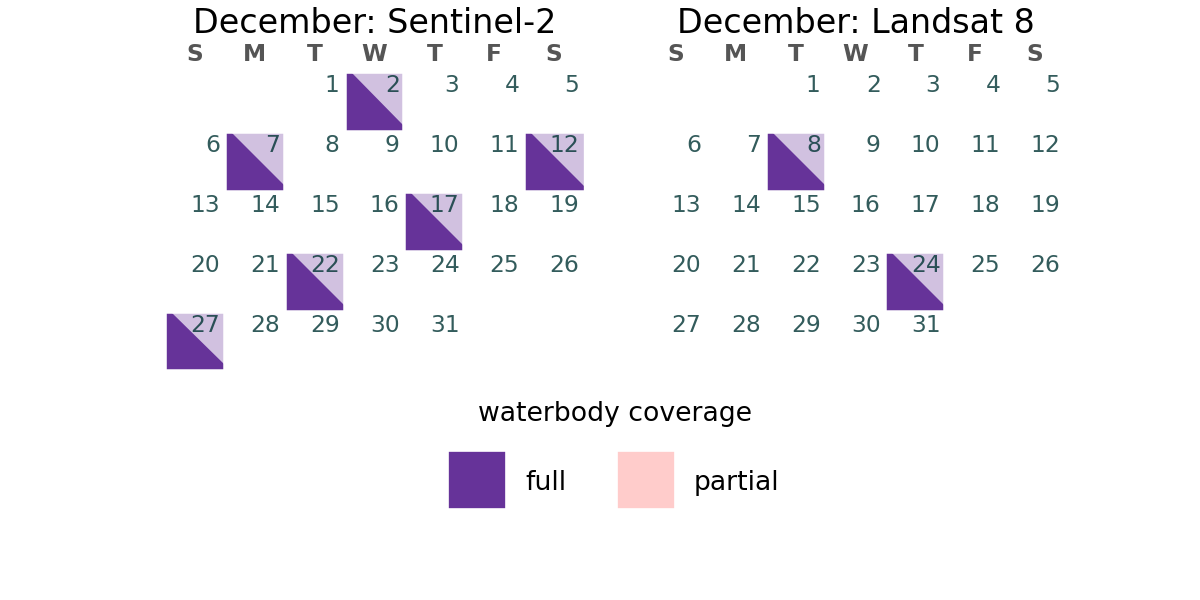 December: Sentinel-2
S M T W T F S
1 2 3 4 5
6 7 8 9 10 11 12
13 14 15 16 17 18 19
20 21 22 23 24 25 26
27 28 29 30 31
December: Landsat 8
S M T W T F S
1 2 3 4 5
6 7 8 9 10 11 12
13 14 15 16 17 18 19
20 21 22 23 24 25 26
27 28 29 30 31
waterbody coverage
full partial